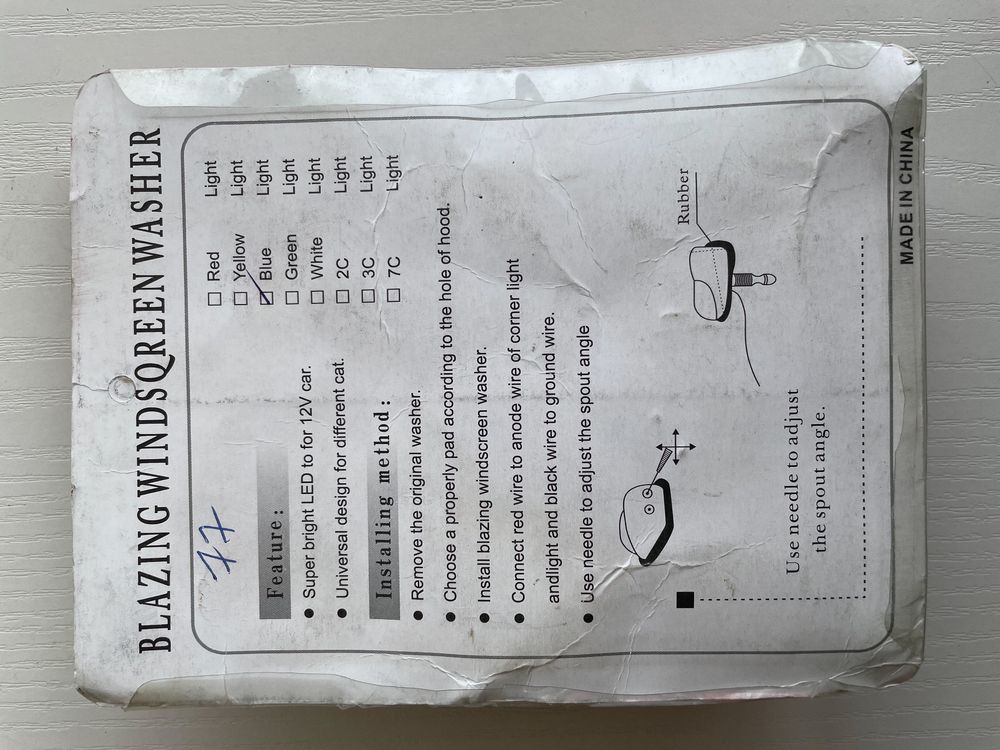 BLAZING WINDSQREEN WASHER
77
Feature:
● Super bright LED to for 12V car.
● Universal design for different cat.
Installing method:
● Remove the original washer.
● Choose a properly pad according to the hole of hood.
● Install blazing windscreen washer.
● Connect red wire to anode wire of corner light
andlight and black wire to ground wire.
● Use needle to adjust the spout angle
☐ Red Light
☐ Yellow Light
☑ Blue Light
☐ Green Light
☐ White Light
☐ 2C Light
☐ 3C Light
☐ 7C Light
Rubber
Use needle to adjust
the spout angle.
MADE IN CHINA